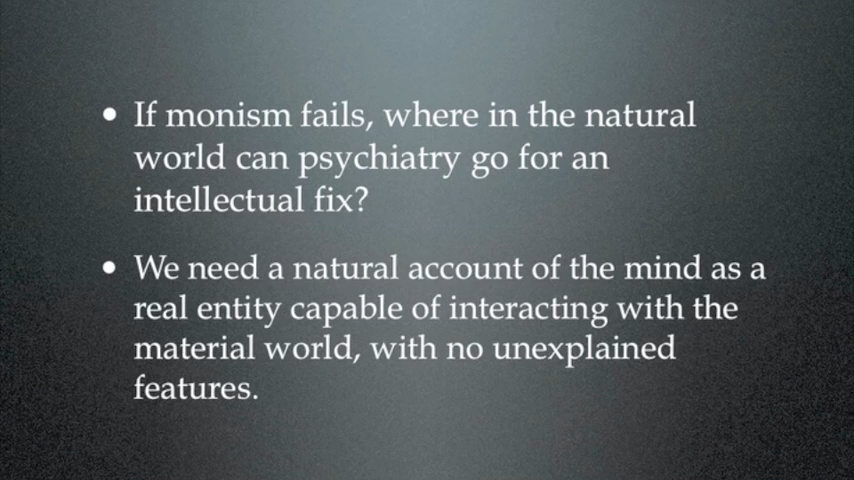 • If monism fails, where in the natural
world can psychiatry go for an
intellectual fix?
• We need a natural account of the mind as a
real entity capable of interacting with the
material world, with no unexplained
features.